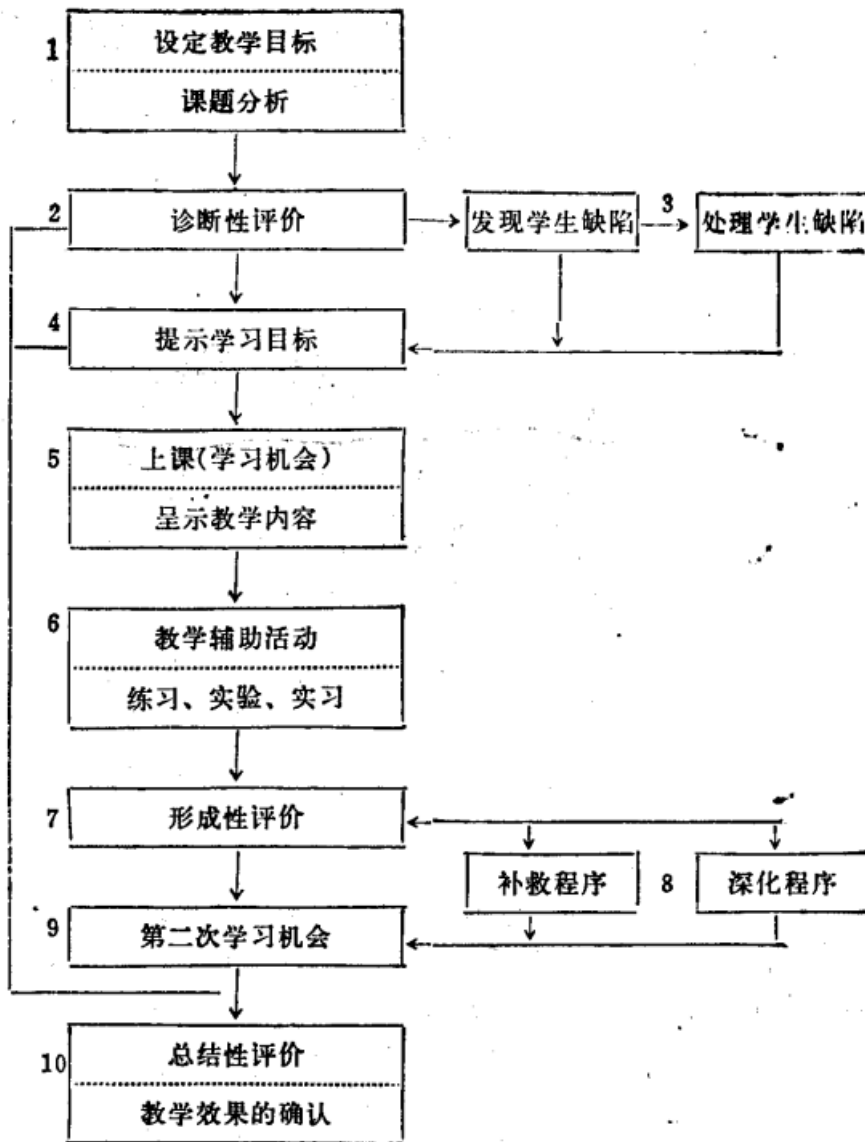 1
设定教学目标
课题分析
2
诊断性评价
发现学生缺陷
3
处理学生缺陷
4
提示学习目标
5
上课(学习机会)
呈示教学内容
6
教学辅助活动
练习、实验、实习
7
形成性评价
补救程序
8
深化程序
9
第二次学习机会
10
总结性评价
教学效果的确认